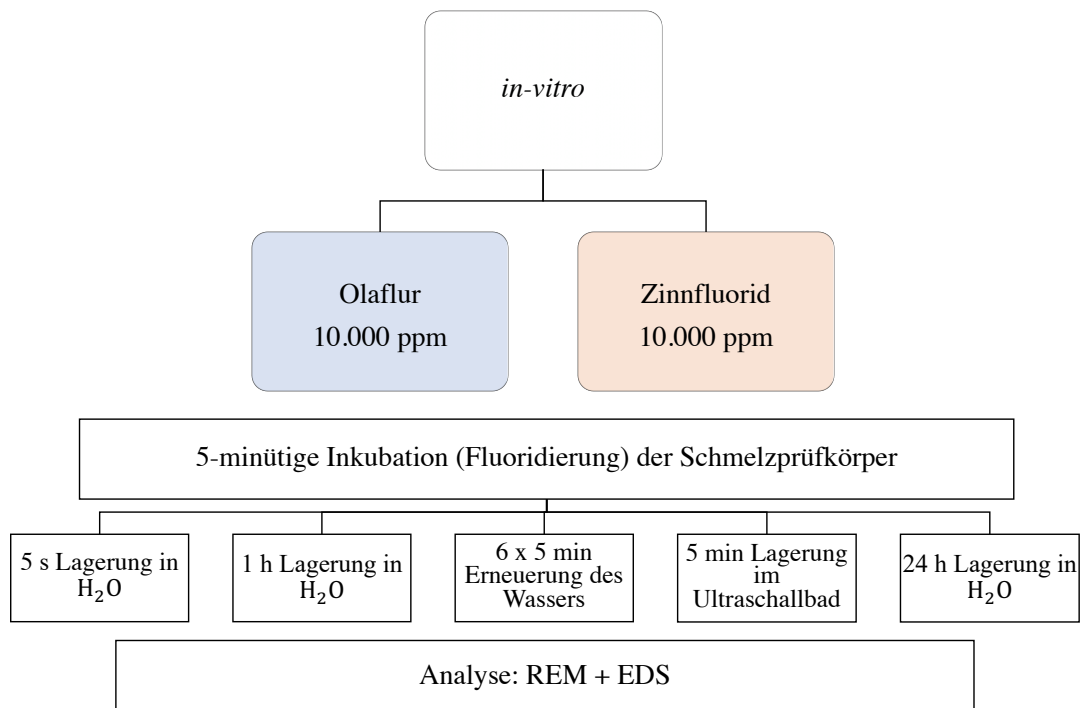 in-vitro
Olaflur
10.000 ppm
Zinnfluorid
10.000 ppm
5-minütige Inkubation (Fluoridierung) der Schmelzprüfkörper
5 s Lagerung in
H₂O
1 h Lagerung in
H₂O
6 x 5 min
Erneuerung des
Wassers
5 min Lagerung
im
Ultraschallbad
24 h Lagerung in
H₂O
Analyse: REM + EDS